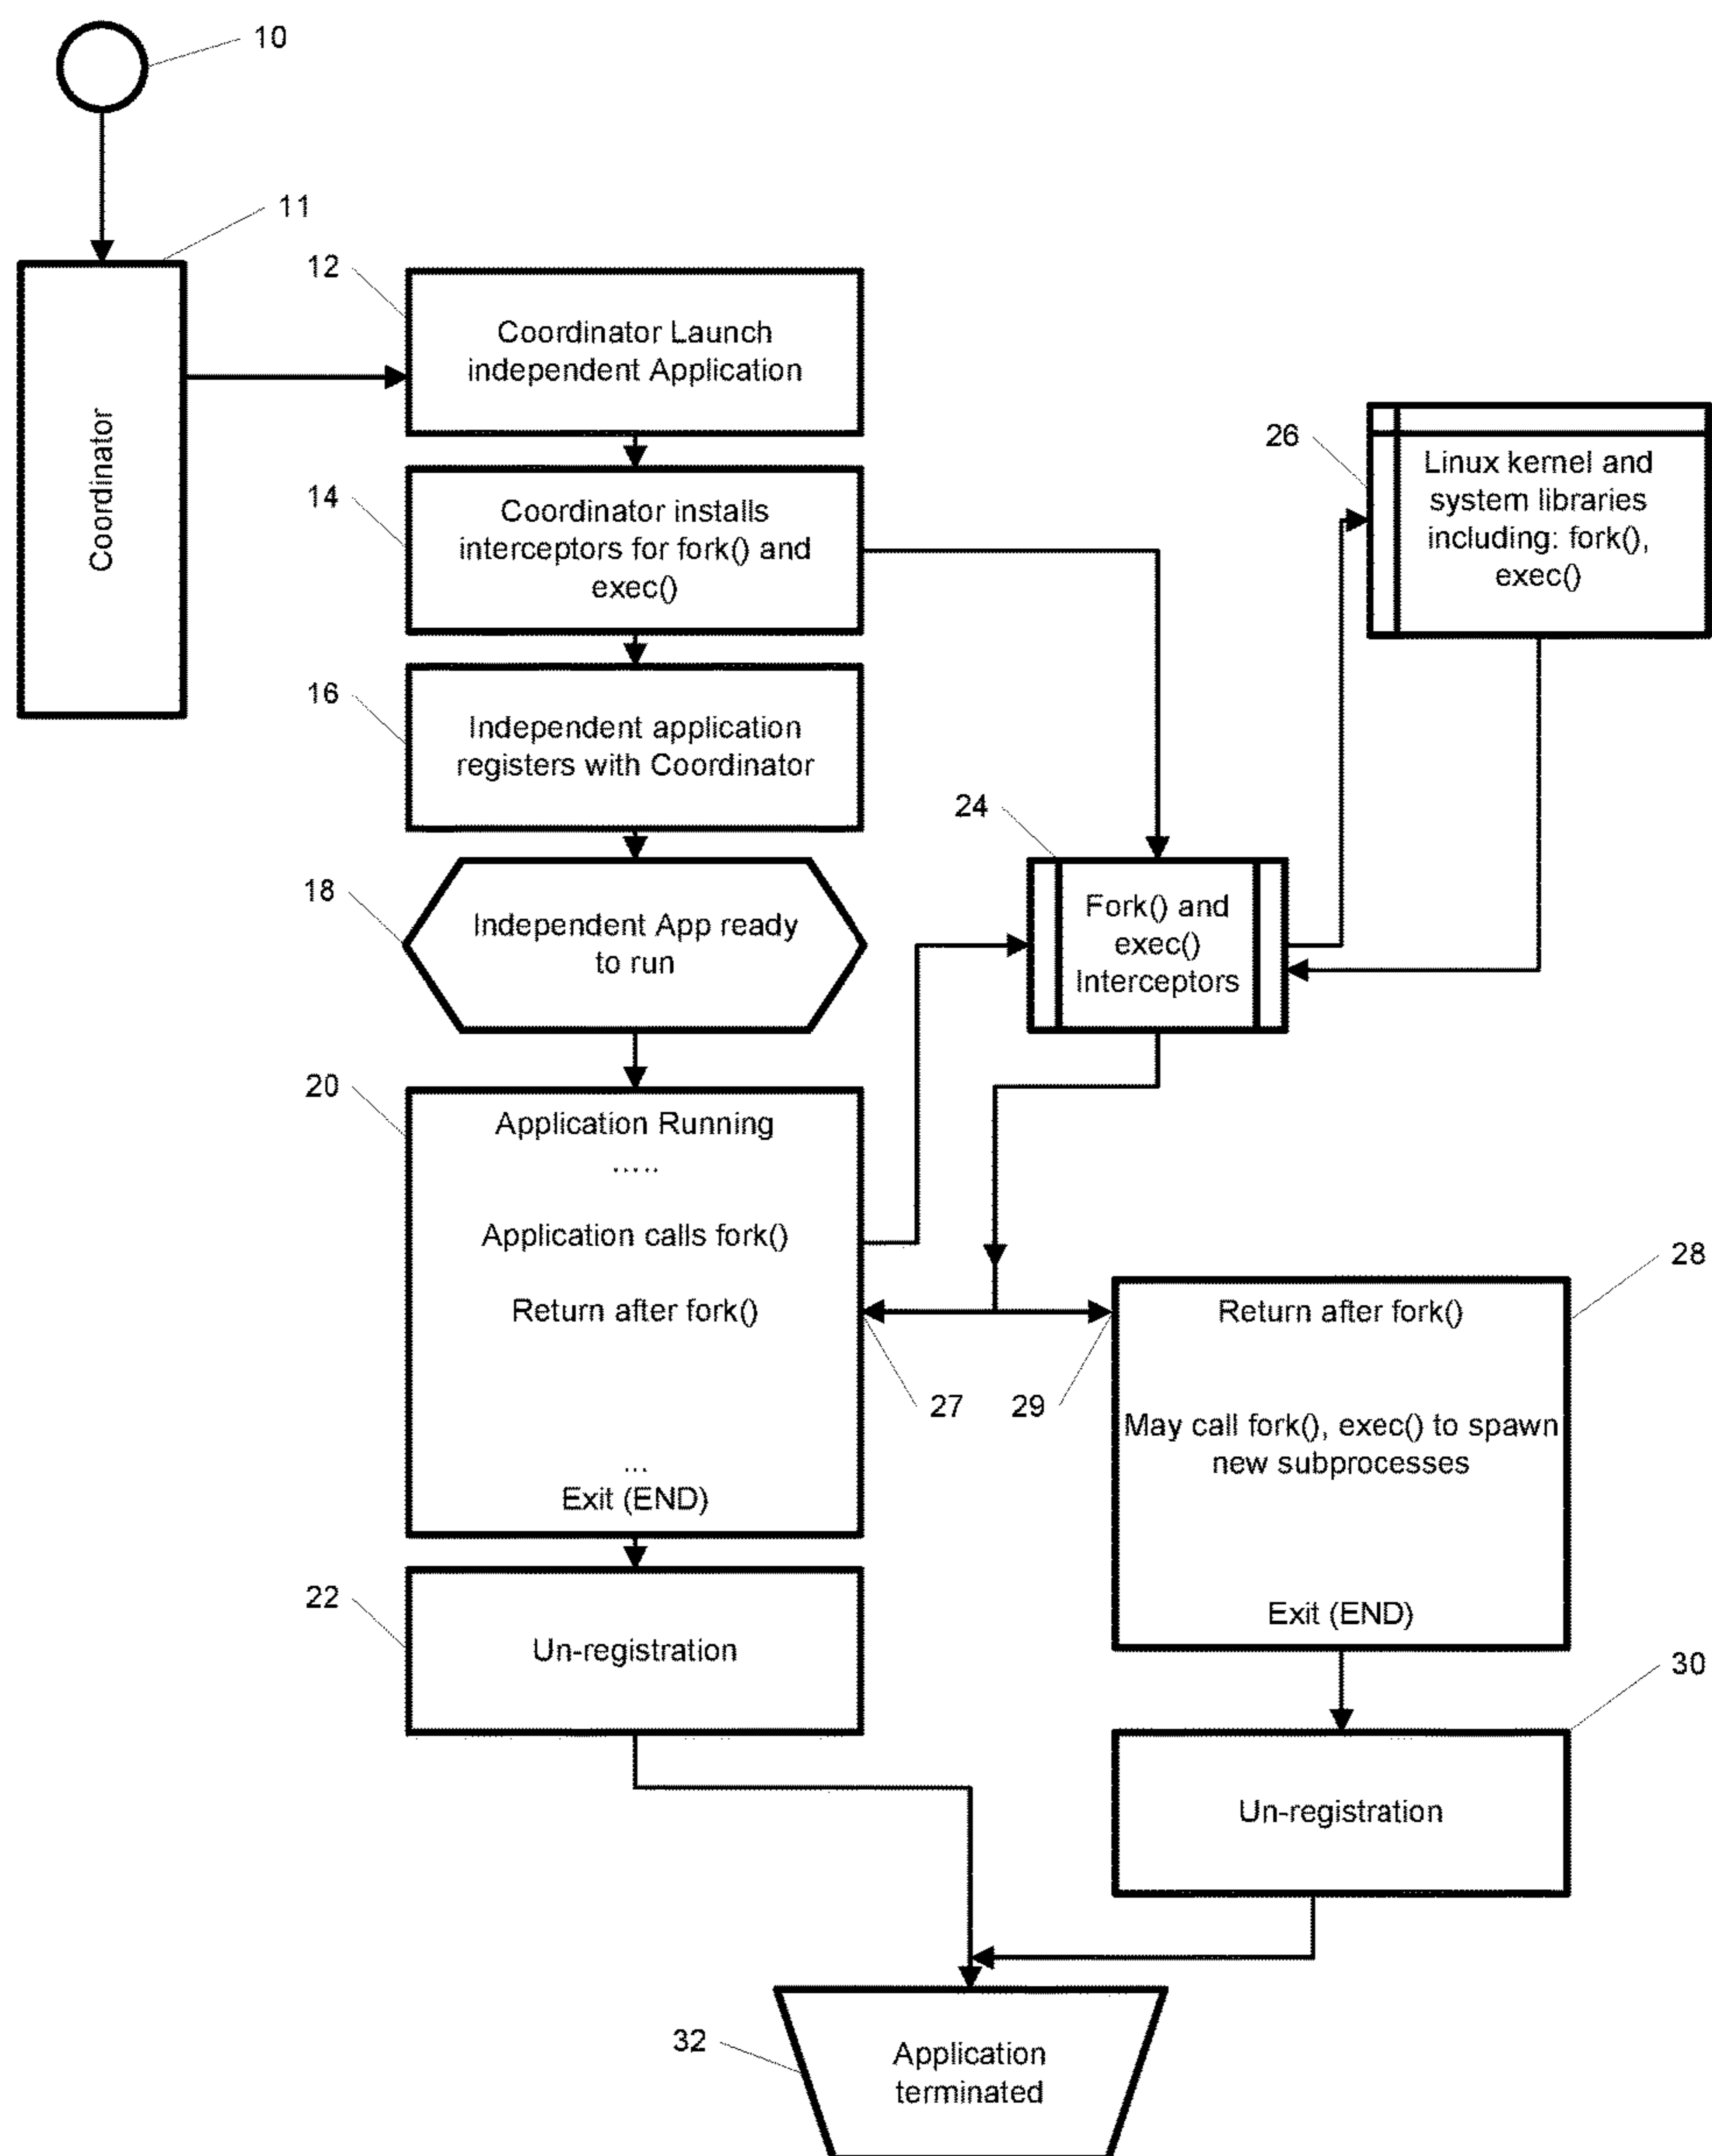 10
11
Coordinator
12
Coordinator Launch
independent Application
14
Coordinator installs
interceptors for fork() and
exec()
16
Independent application
registers with Coordinator
18
Independent App ready
to run
26
Linux kernel and
system libraries
including: fork(),
exec()
24
Fork() and
exec()
Interceptors
20
Application Running
.....
Application calls fork()
Return after fork()
...
Exit (END)
27
29
28
Return after fork()
May call fork(), exec() to spawn
new subprocesses
Exit (END)
22
Un-registration
30
Un-registration
32
Application
terminated